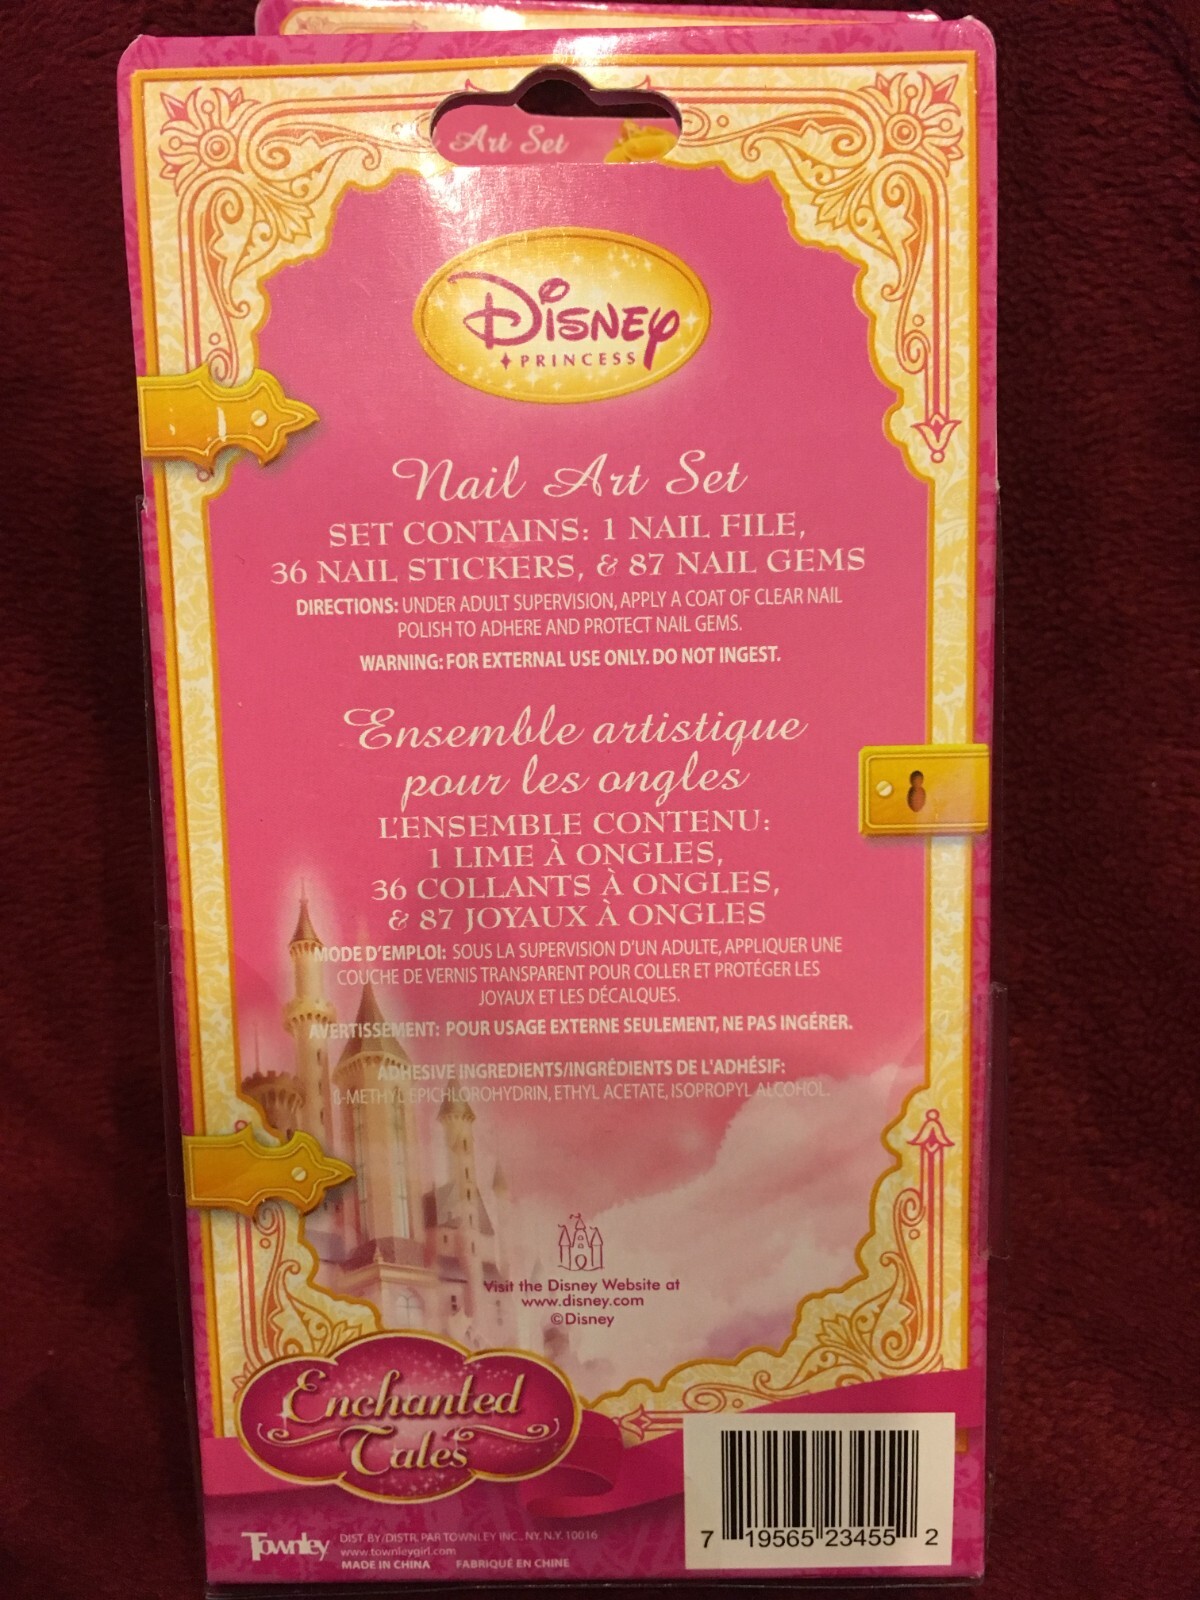 Art Set
Disney
PRINCESS
Nail Art Set
SET CONTAINS: 1 NAIL FILE,
36 NAIL STICKERS, & 87 NAIL GEMS
DIRECTIONS: UNDER ADULT SUPERVISION, APPLY A COAT OF CLEAR NAIL
POLISH TO ADHERE AND PROTECT NAIL GEMS.
WARNING: FOR EXTERNAL USE ONLY. DO NOT INGEST.
Ensemble artistique
pour les ongles
L'ENSEMBLE CONTENU:
1 LIME À ONGLES,
36 COLLANTS À ONGLES,
& 87 JOYAUX À ONGLES
MODE D'EMPLOI: SOUS LA SUPERVISION D'UN ADULTE, APPLIQUER UNE
COUCHE DE VERNIS TRANSPARENT POUR COLLER ET PROTÉGER LES
JOYAUX ET LES DÉCALQUES.
AVERTISSEMENT: POUR USAGE EXTERNE SEULEMENT, NE PAS INGÉRER.
ADHESIVE INGREDIENTS/INGRÉDIENTS DE L'ADHÉSIF:
ß-METHYL EPICHLOROHYDRIN, ETHYL ACETATE, ISOPROPYL ALCOHOL.
Visit the Disney Website at
www.disney.com
©Disney
Enchanted
Tales
Townley
DIST. BY/DISTR. PAR TOWNLEY INC., NY, N.Y. 10016
www.townleygirl.com
MADE IN CHINA FABRIQUÉ EN CHINE
7 19565 23455 2